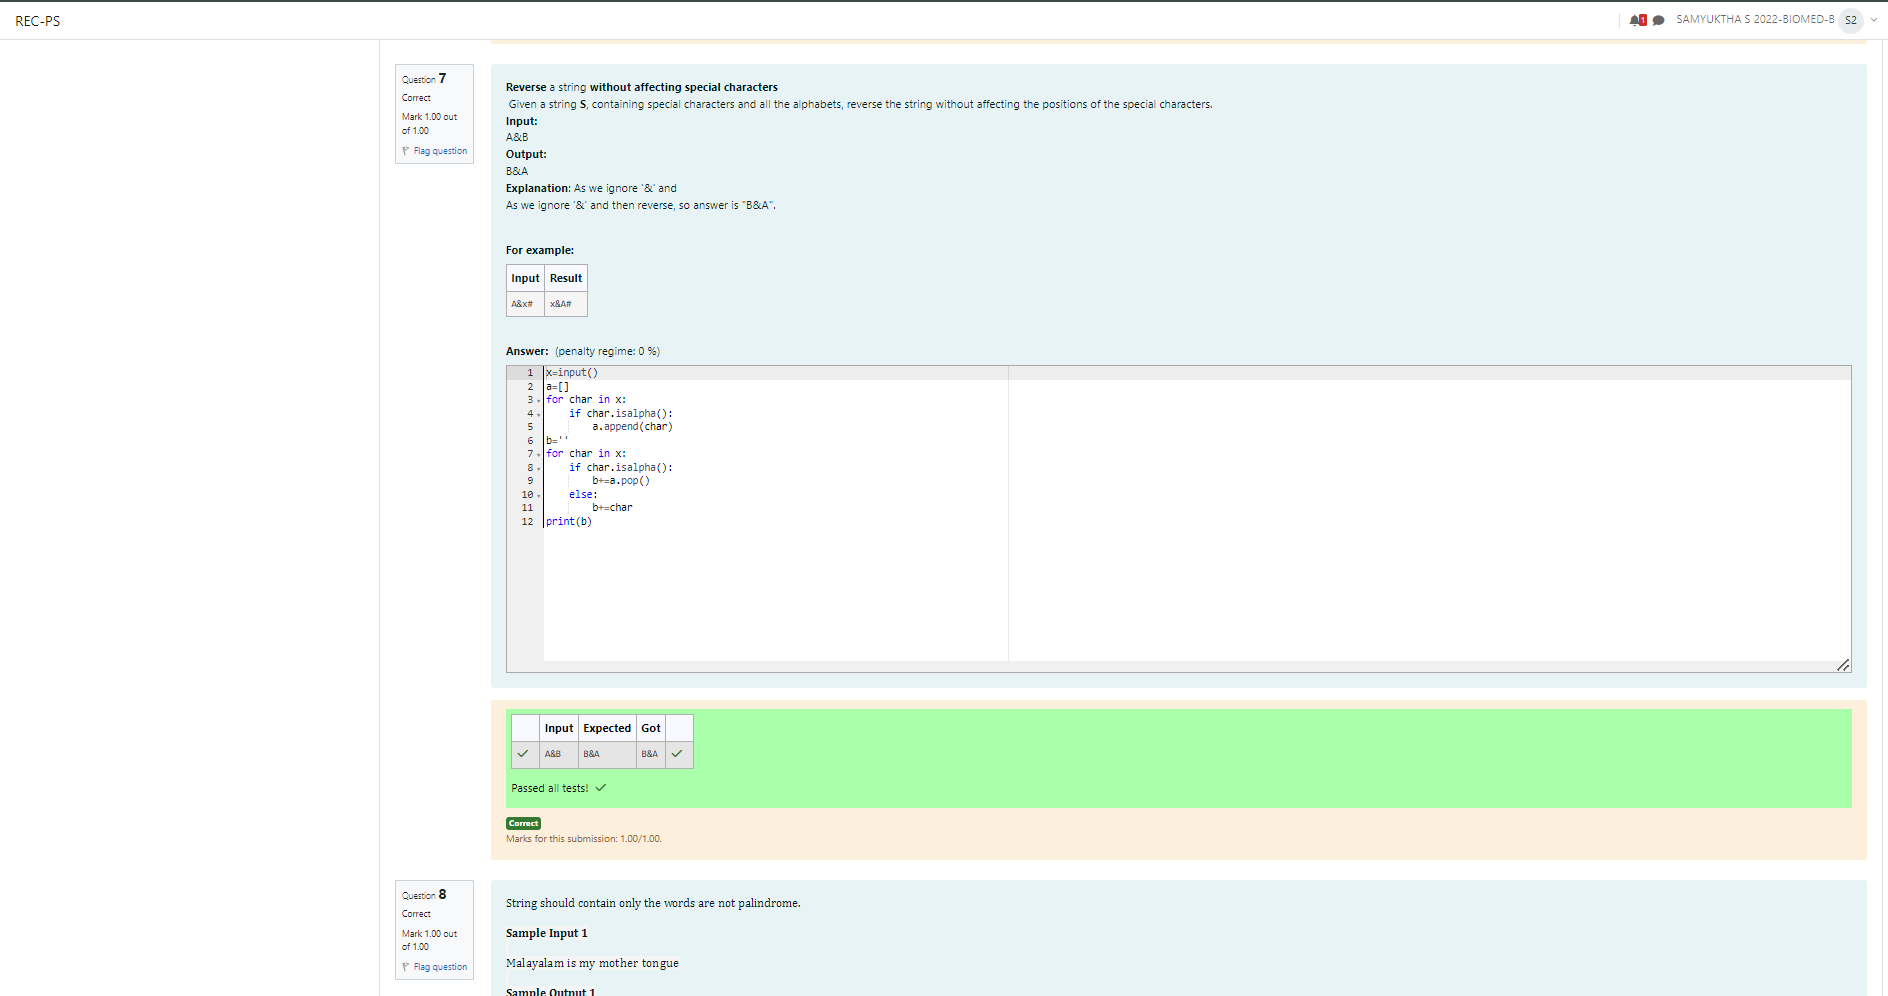 REC-PS
1
SAMYUKTHA S 2022-BIOMED-B
S2
Question 7
Correct
Mark 1.00 out
of 1.00
Flag question
Reverse a string without affecting special characters
Given a string S, containing special characters and all the alphabets, reverse the string without affecting the positions of the special characters.
Input:
A&B
Output:
B&A
Explanation: As we ignore '&' and
As we ignore '&' and then reverse, so answer is "B&A".
For example:
Input Result
A&x# x&A#
Answer: (penalty regime: 0 %)
1 x=input()
2 a=[]
3 for char in x:
4     if char.isalpha():
5         a.append(char)
6 b=''
7 for char in x:
8     if char.isalpha():
9         b+=a.pop()
10     else:
11         b+=char
12 print(b)
Input Expected Got
A&B B&A B&A
Passed all tests!
Correct
Marks for this submission: 1.00/1.00.
Question 8
Correct
Mark 1.00 out
of 1.00
Flag question
String should contain only the words are not palindrome.
Sample Input 1
Malayalam is my mother tongue
Sample Output 1